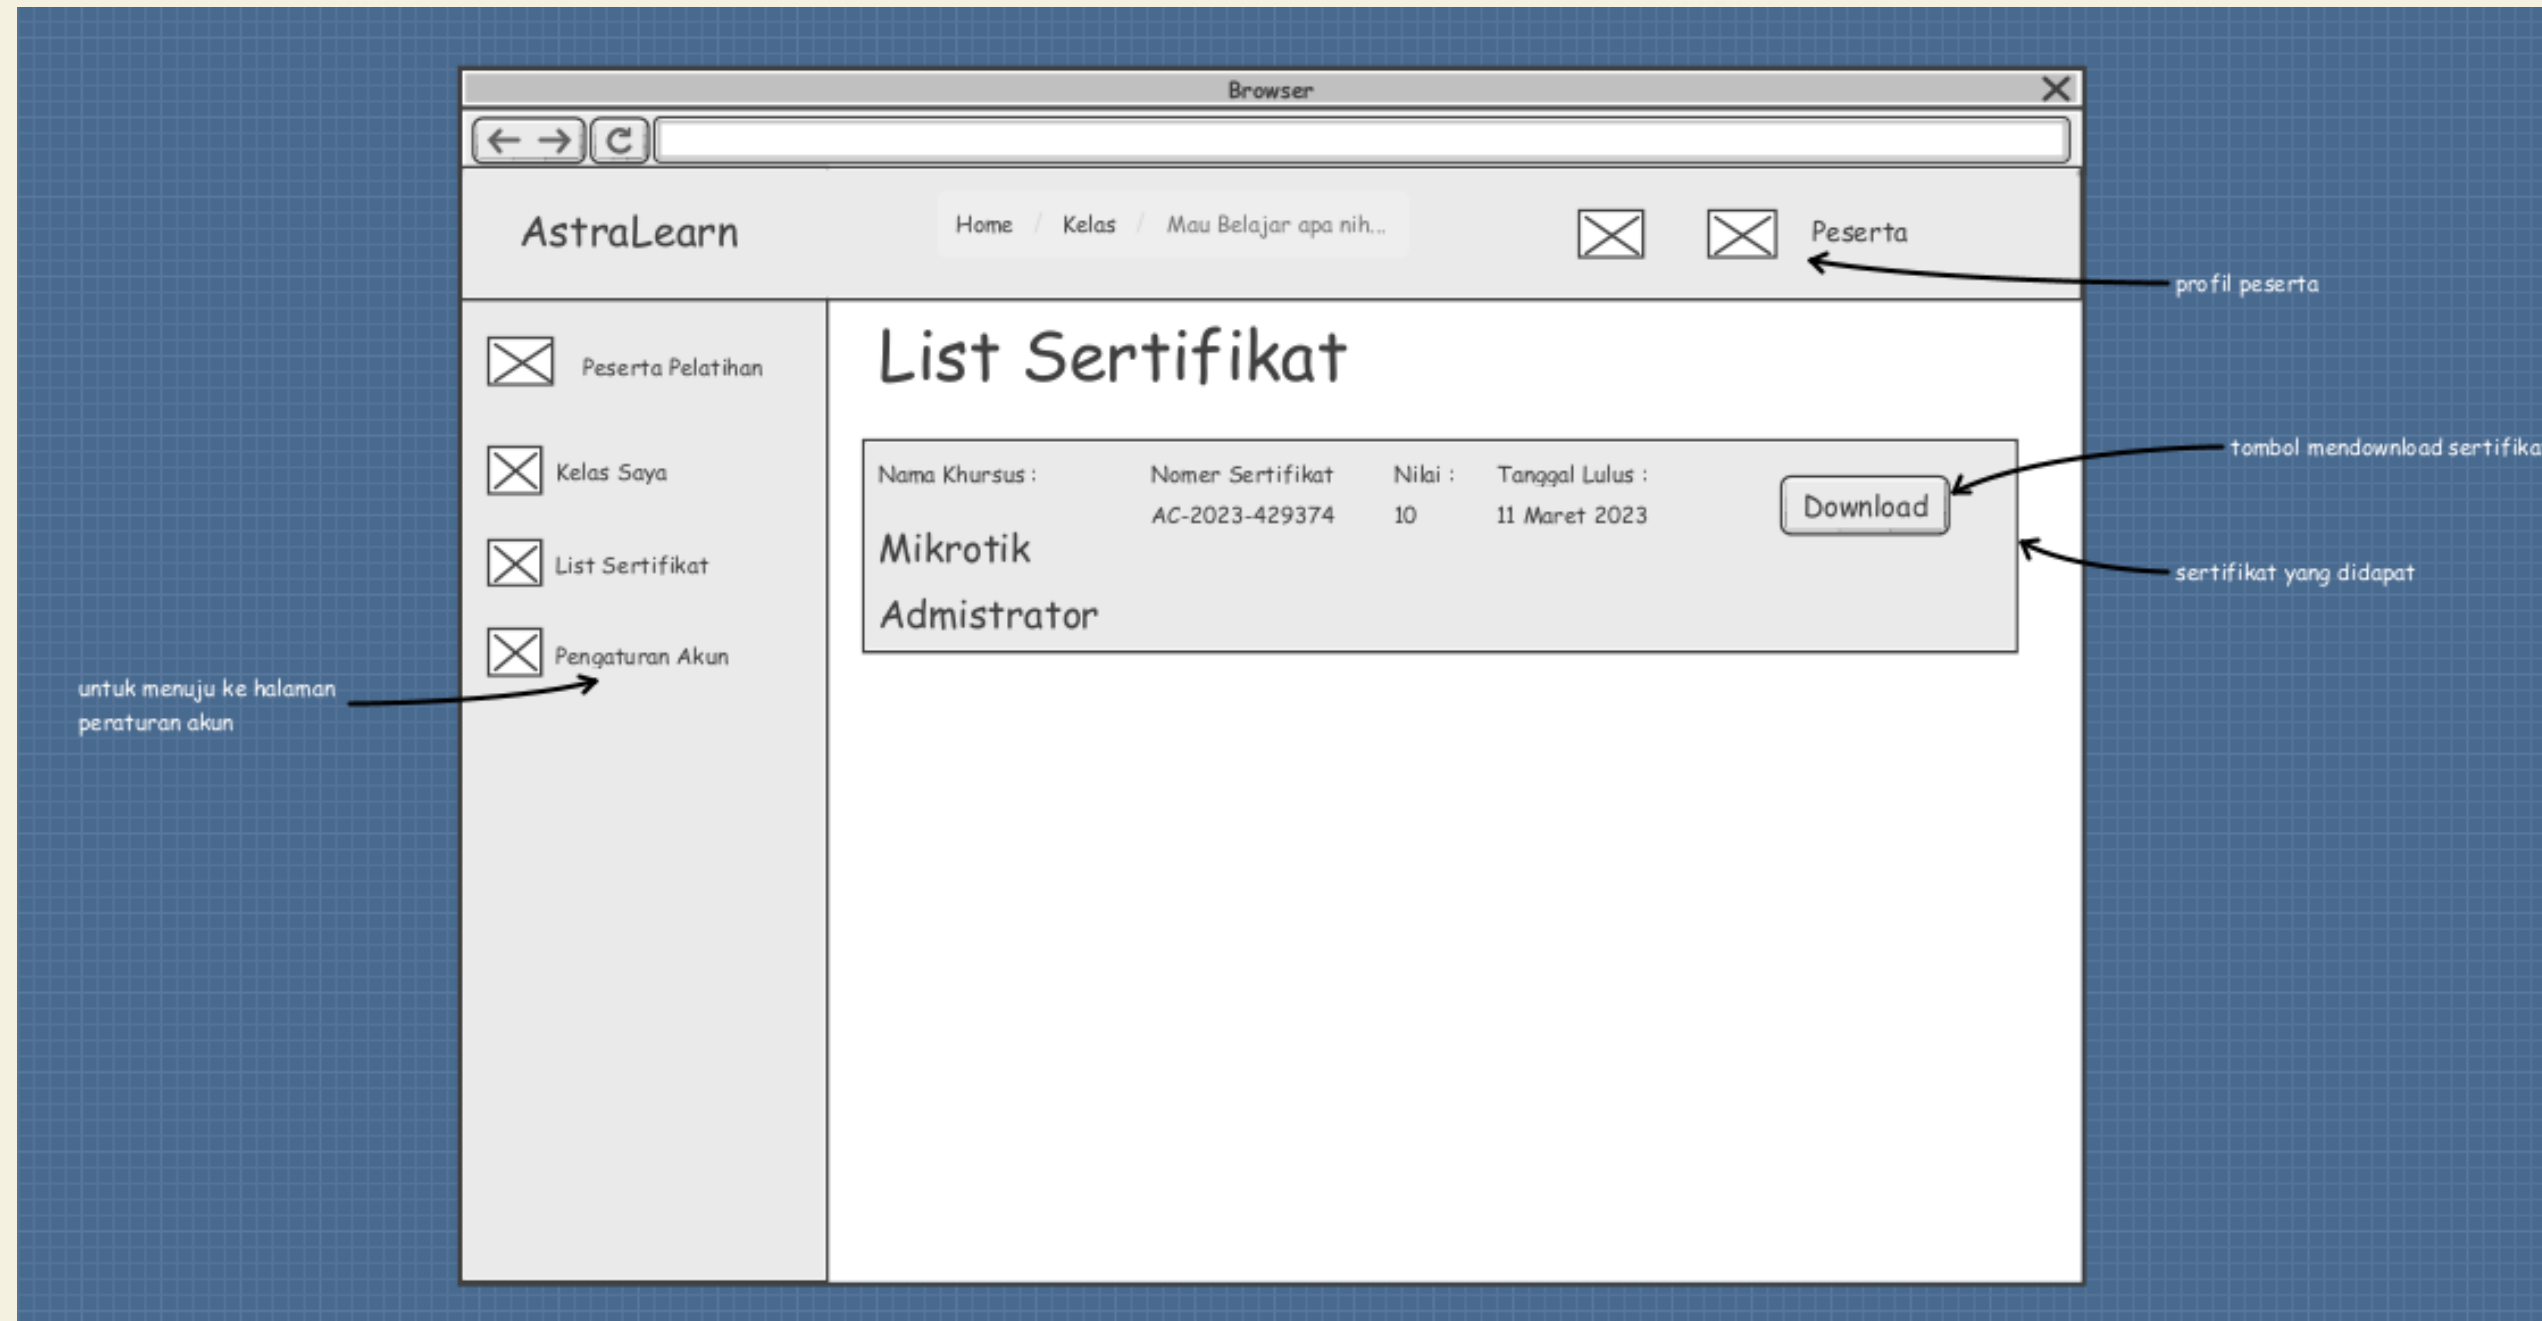 Browser
AstraLearn
Home / Kelas / Mau Belajar apa nih...
Peserta
profil peserta
Peserta Pelatihan
Kelas Saya
List Sertifikat
Pengaturan Akun
untuk menuju ke halaman
peraturan akun
List Sertifikat
Nama Khursus :
Mikrotik
Admistrator
Nomer Sertifikat
AC-2023-429374
Nilai :
10
Tanggal Lulus :
11 Maret 2023
Download
tombol mendownload sertifika
sertifikat yang didapat